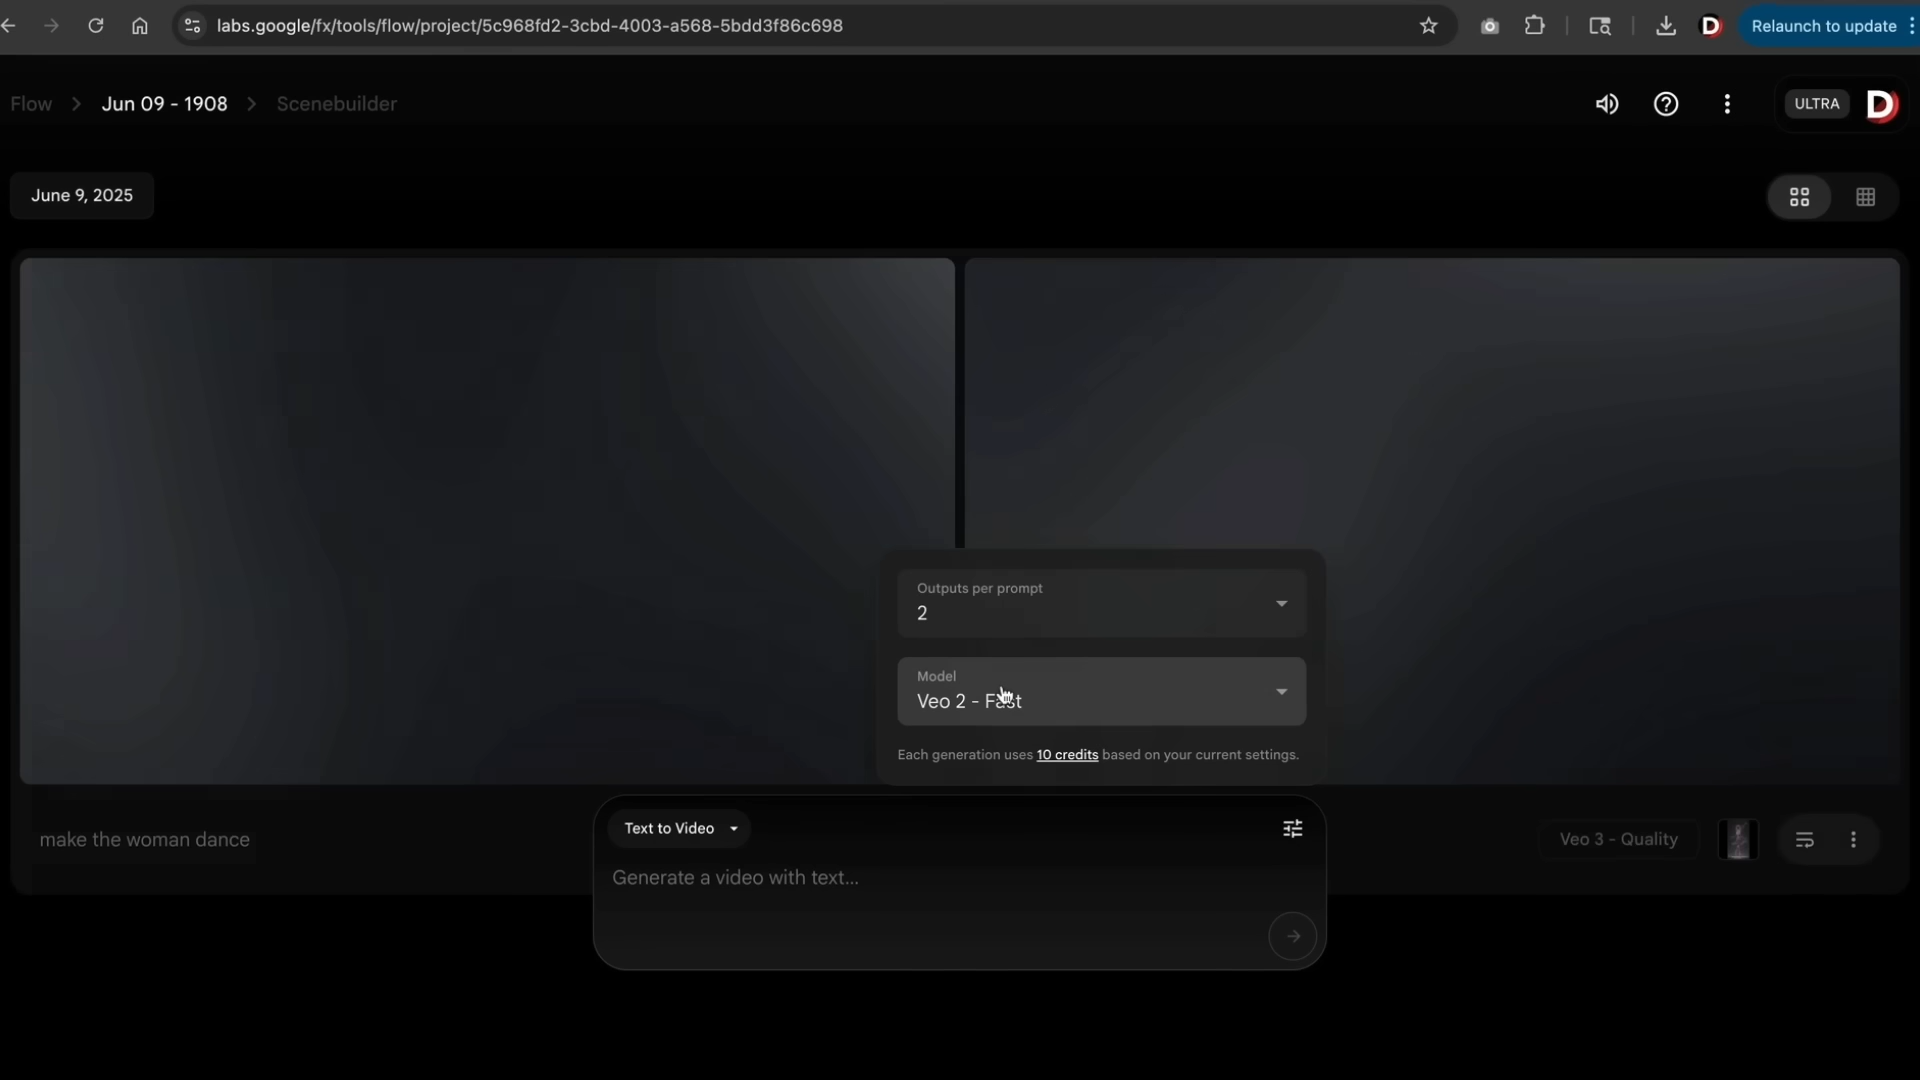 labs.google/fx/tools/flow/project/5c968fd2-3cbd-4003-a568-5bdd3f86c698
D
Relaunch to update
Flow > Jun 09 - 1908 > Scenebuilder
ULTRA
D
June 9, 2025
Outputs per prompt
2
Model
Veo 2 - Fast
Each generation uses 10 credits based on your current settings.
Text to Video
make the woman dance
Veo 3 - Quality
Generate a video with text...